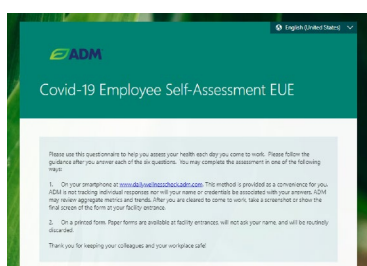 English (United States)
ADM
Covid-19 Employee Self-Assessment EUE
Please use this questionnaire to help you assess your health each day you come to work. Please follow the
guidance after you answer each of the six questions. You may complete the assessment in one of the following
ways:
1. On your smartphone at www.dailywellnesscheck.adm.com. This method is provided as a convenience for you.
ADM is not tracking individual responses nor will your name or credentials be associated with your answers. ADM
may review aggregate metrics and trends. After you are cleared to come to work, take a screenshot or show the
final screen of the form at your facility entrance.
2. On a printed form. Paper forms are available at facility entrances, will not ask your name, and will be routinely
discarded.
Thank you for keeping your colleagues and your workplace safe!